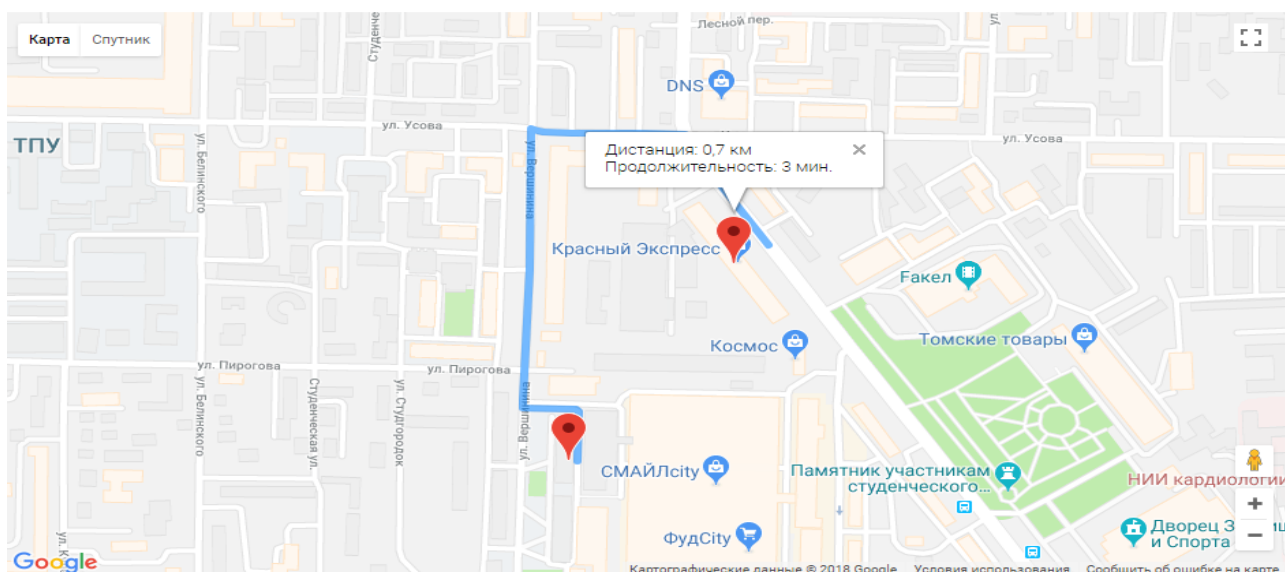 Карта
Спутник
Студенческая
Лесной пер.
DNS
ТПУ
ул. Усова
ул. Усова
ул. Белинского
ул. Вершинина
Дистанция: 0,7 км
Продолжительность: 3 мин.
Красный Экспресс
Факел
Космос
Томские товары
ул. Пирогова
ул. Пирогова
ул. Белинского
Студенческая ул.
ул. Студгородок
ул. Вершинина
СМАЙЛcity
Памятник участникам
студенческого...
НИИ кардиологии
ФудCity
Дворец З
и Спорта
Google
Картографические данные © 2018 Google
Условия использования
Сообщить об ошибке на карте